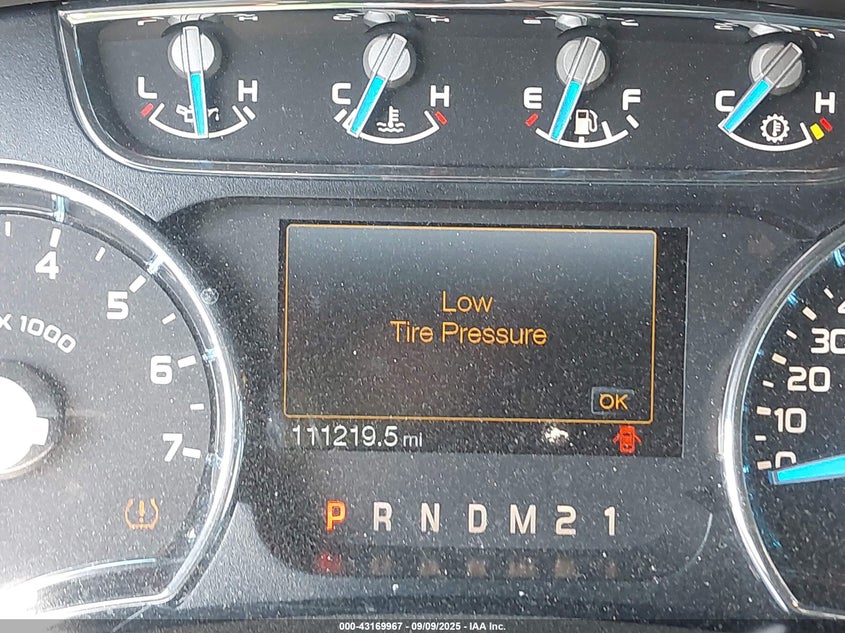 L H C H E F C H
4
5
x 1000
6
7
Low
Tire Pressure
OK
111219.5 mi
P R N D M 2 1
30
20
10
0
000-43169967 - 09/09/2025 - IAA Inc.